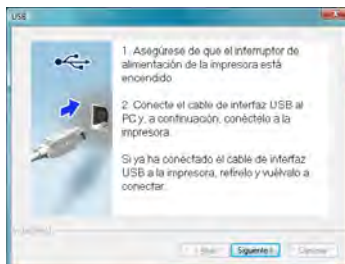 USB
1. Asegúrese de que el interruptor de
alimentación de la impresora está
encendido
2. Conecte el cable de interfaz USB al
PC y, a continuación, conéctelo a la
impresora.
Si ya ha conectado el cable de interfaz
USB a la impresora, retírelo y vuélvalo a
conectar.
Siguiente >